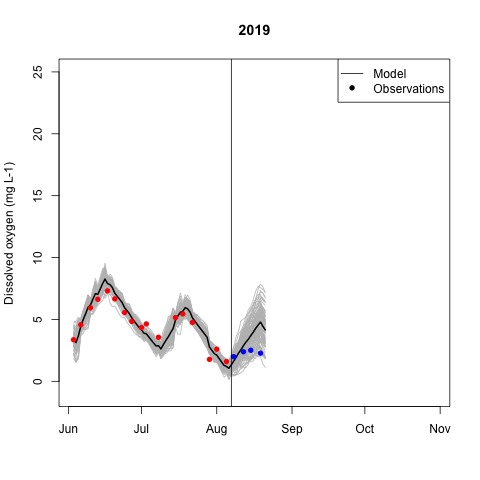 2019
Model
Observations
Dissolved oxygen (mg L-1)
25
20
15
10
5
0
Jun Jul Aug Sep Oct Nov